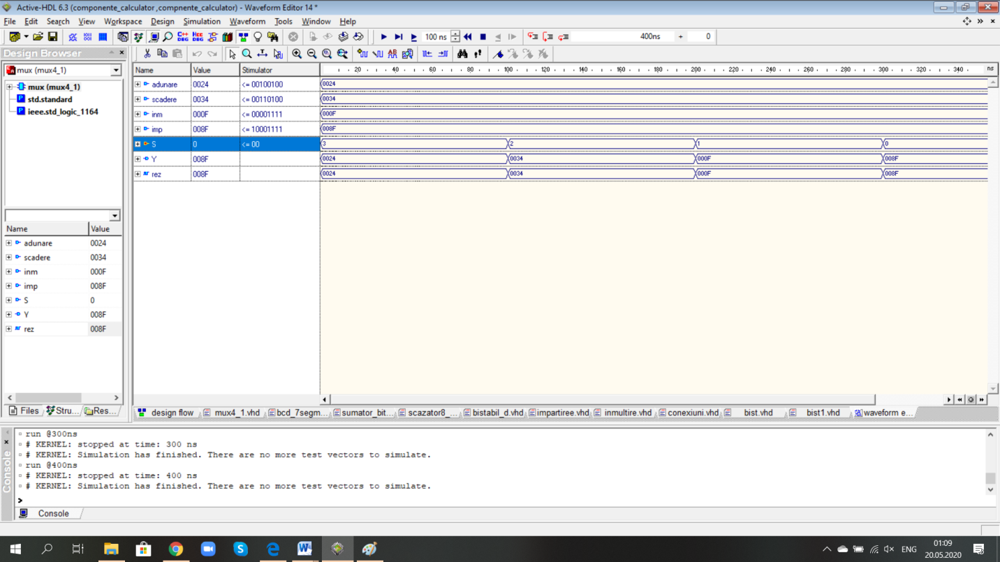 Active-HDL 6.3 (componente_calculator ,compnente_calculator) - Waveform Editor 14 *
File Edit Search View Workspace Design Simulation Waveform Tools Window Help
100 ns 400ns + 0
Design Browser
mux (mux4_1)
mux (mux4_1)
std.standard
ieee.std_logic_1164
Name Value
adunare 0024
scadere 0034
inm 000F
imp 008F
S 0
Y 008F
rez 008F
Files Stru... Res...
Name Value Stimulator 20 40 60 80 100 120 140 160 180 200 220 240 260 280 300 320 340 ns
adunare 0024 <= 00100100 0024
scadere 0034 <= 00110100 0034
inm 000F <= 00001111 000F
imp 008F <= 10001111 008F
S 0 <= 00 3 2 1 0
Y 008F 0024 0034 000F 008F
rez 008F 0024 0034 000F 008F
design flow mux4_1.vhd bcd_7segm... sumator_bit... scazator8_... bistabil_d.vhd impartiree.vhd inmultire.vhd conexiuni.vhd bist.vhd bist1.vhd waveform e...
Console
run @300ns
# KERNEL: stopped at time: 300 ns
# KERNEL: Simulation has finished. There are no more test vectors to simulate.
run @400ns
# KERNEL: stopped at time: 400 ns
# KERNEL: Simulation has finished. There are no more test vectors to simulate.
>
Console
ENG 01:09
20.05.2020